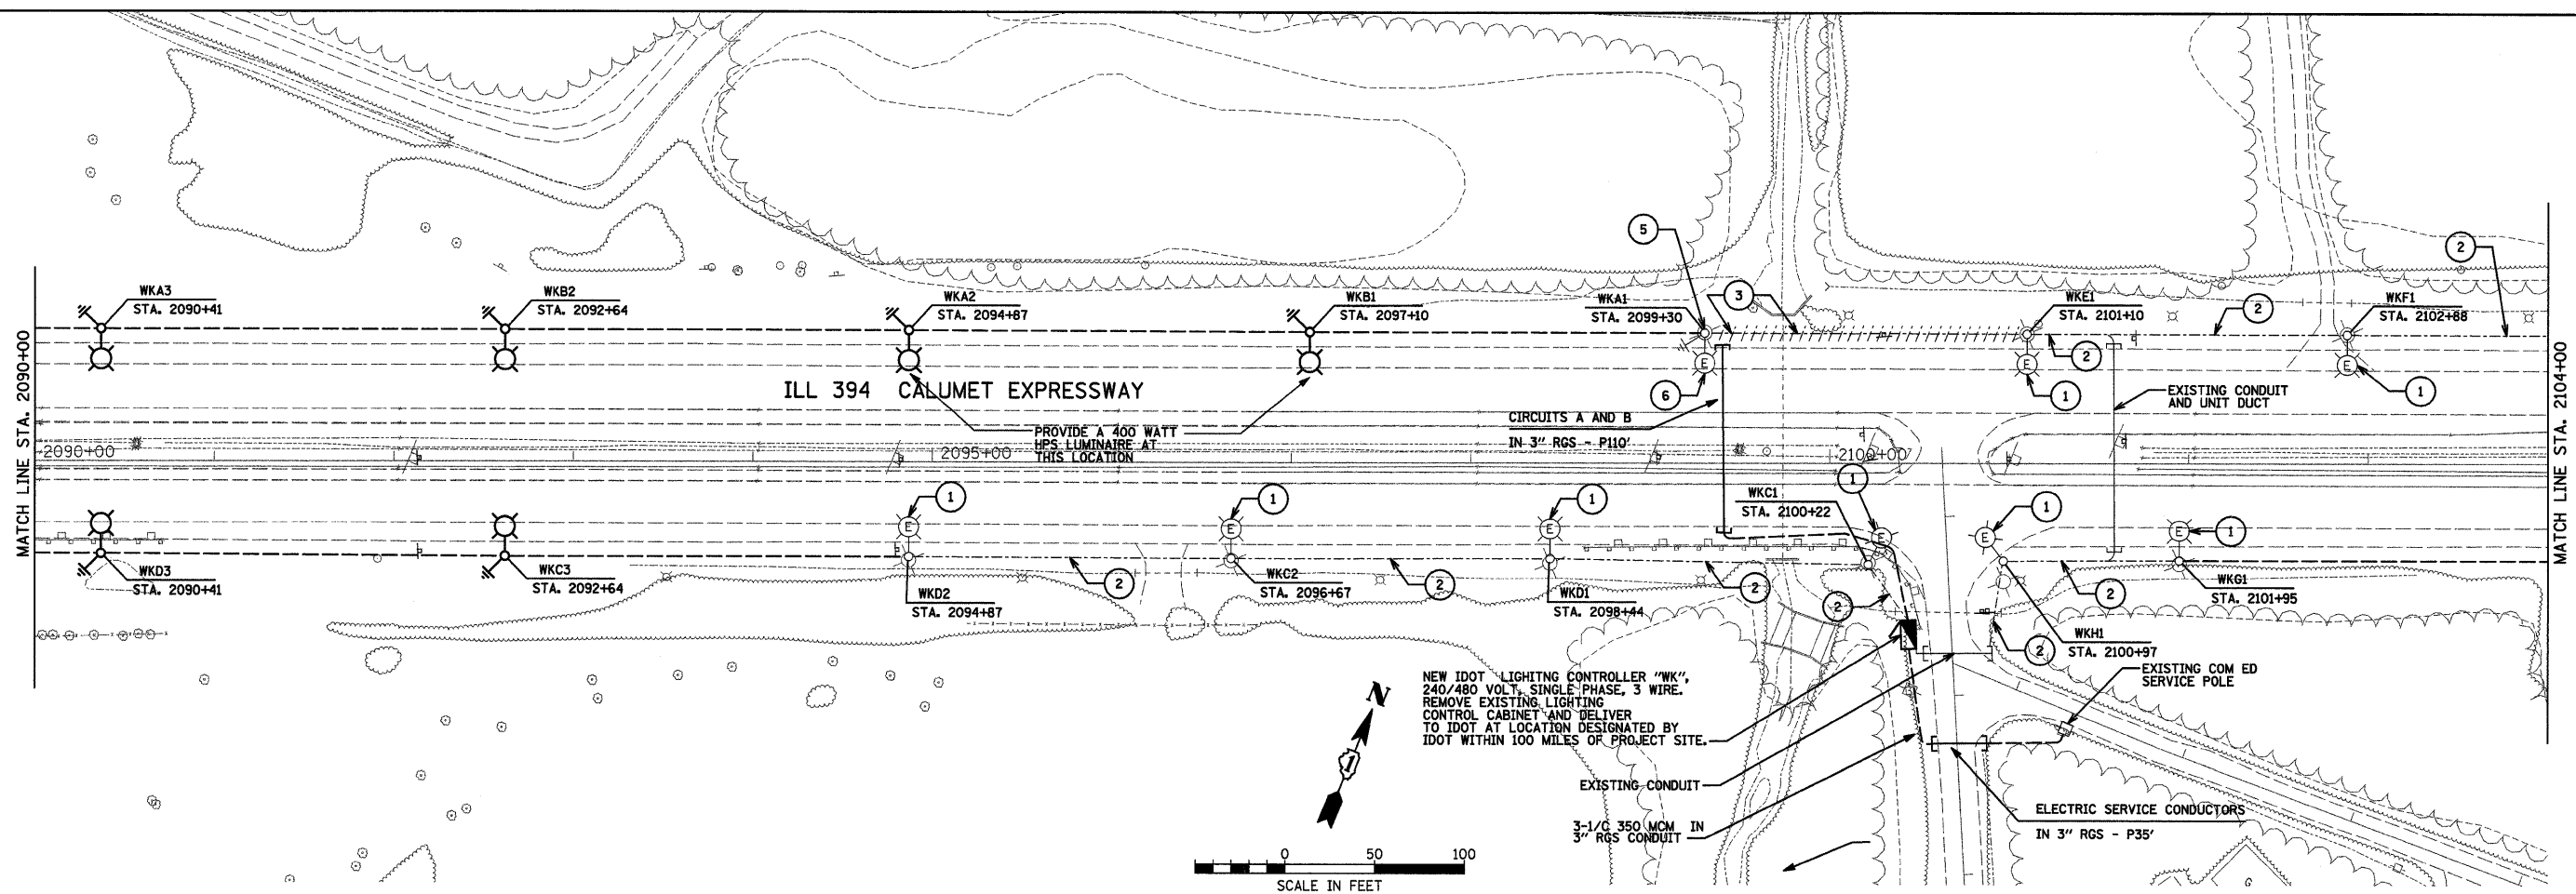 5
2
WKA3
STA. 2090+41
WKB2
STA. 2092+64
WKA2
STA. 2094+87
WKB1
STA. 2097+10
WKA1
STA. 2099+30
3
WKE1
STA. 2101+10
2
WKF1
STA. 2102+88
MATCH LINE STA. 2090+00
MATCH LINE STA. 2104+00
2
E
E
E
6
1
1
ILL 394 CALUMET EXPRESSWAY
EXISTING CONDUIT
AND UNIT DUCT
CIRCUITS A AND B
IN 3" RGS - P110'
PROVIDE A 400 WATT
HPS LUMINAIRE AT
THIS LOCATION
2090+00
2095+00
2100+00
1
1
1
1
1
1
WKC1
STA. 2100+22
E
E
E
E
E
E
WKD3
STA. 2090+41
WKC3
STA. 2092+64
WKD2
STA. 2094+87
2
WKC2
STA. 2096+67
2
WKD1
STA. 2098+44
2
2
2
WKG1
STA. 2101+95
WKH1
STA. 2100+97
2
EXISTING COM ED
SERVICE POLE
NEW IDOT LIGHITNG CONTROLLER "WK",
240/480 VOLT, SINGLE PHASE, 3 WIRE.
REMOVE EXISTING LIGHTING
CONTROL CABINET AND DELIVER
TO IDOT AT LOCATION DESIGNATED BY
IDOT WITHIN 100 MILES OF PROJECT SITE.
N
1
EXISTING CONDUIT
3-1/C 350 MCM IN
3" RGS CONDUIT
ELECTRIC SERVICE CONDUCTORS
IN 3" RGS - P35'
0 50 100
SCALE IN FEET
G